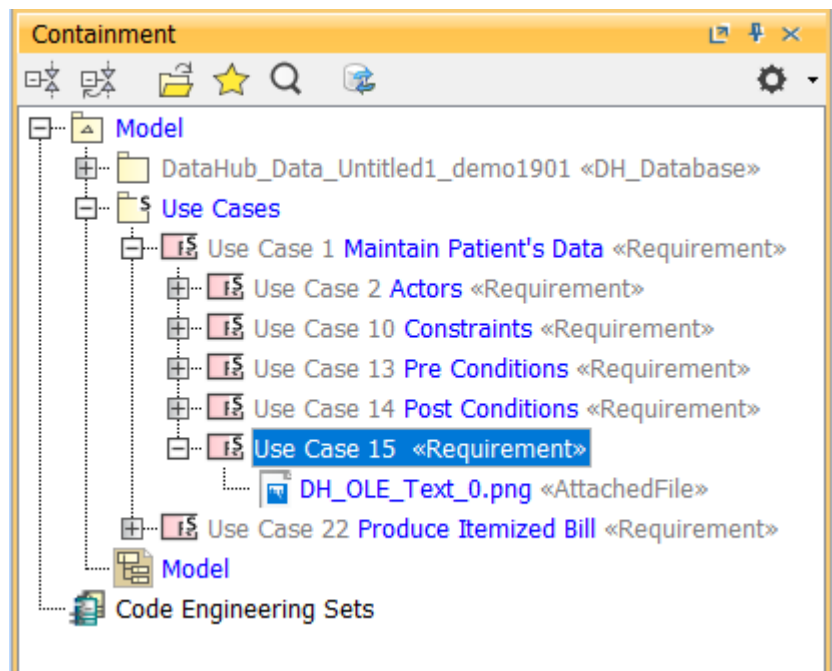 Containment
Model
DataHub_Data_Untitled1_demo1901 «DH_Database»
Use Cases
Use Case 1 Maintain Patient's Data «Requirement»
Use Case 2 Actors «Requirement»
Use Case 10 Constraints «Requirement»
Use Case 13 Pre Conditions «Requirement»
Use Case 14 Post Conditions «Requirement»
Use Case 15 «Requirement»
DH_OLE_Text_0.png «AttachedFile»
Use Case 22 Produce Itemized Bill «Requirement»
Model
Code Engineering Sets